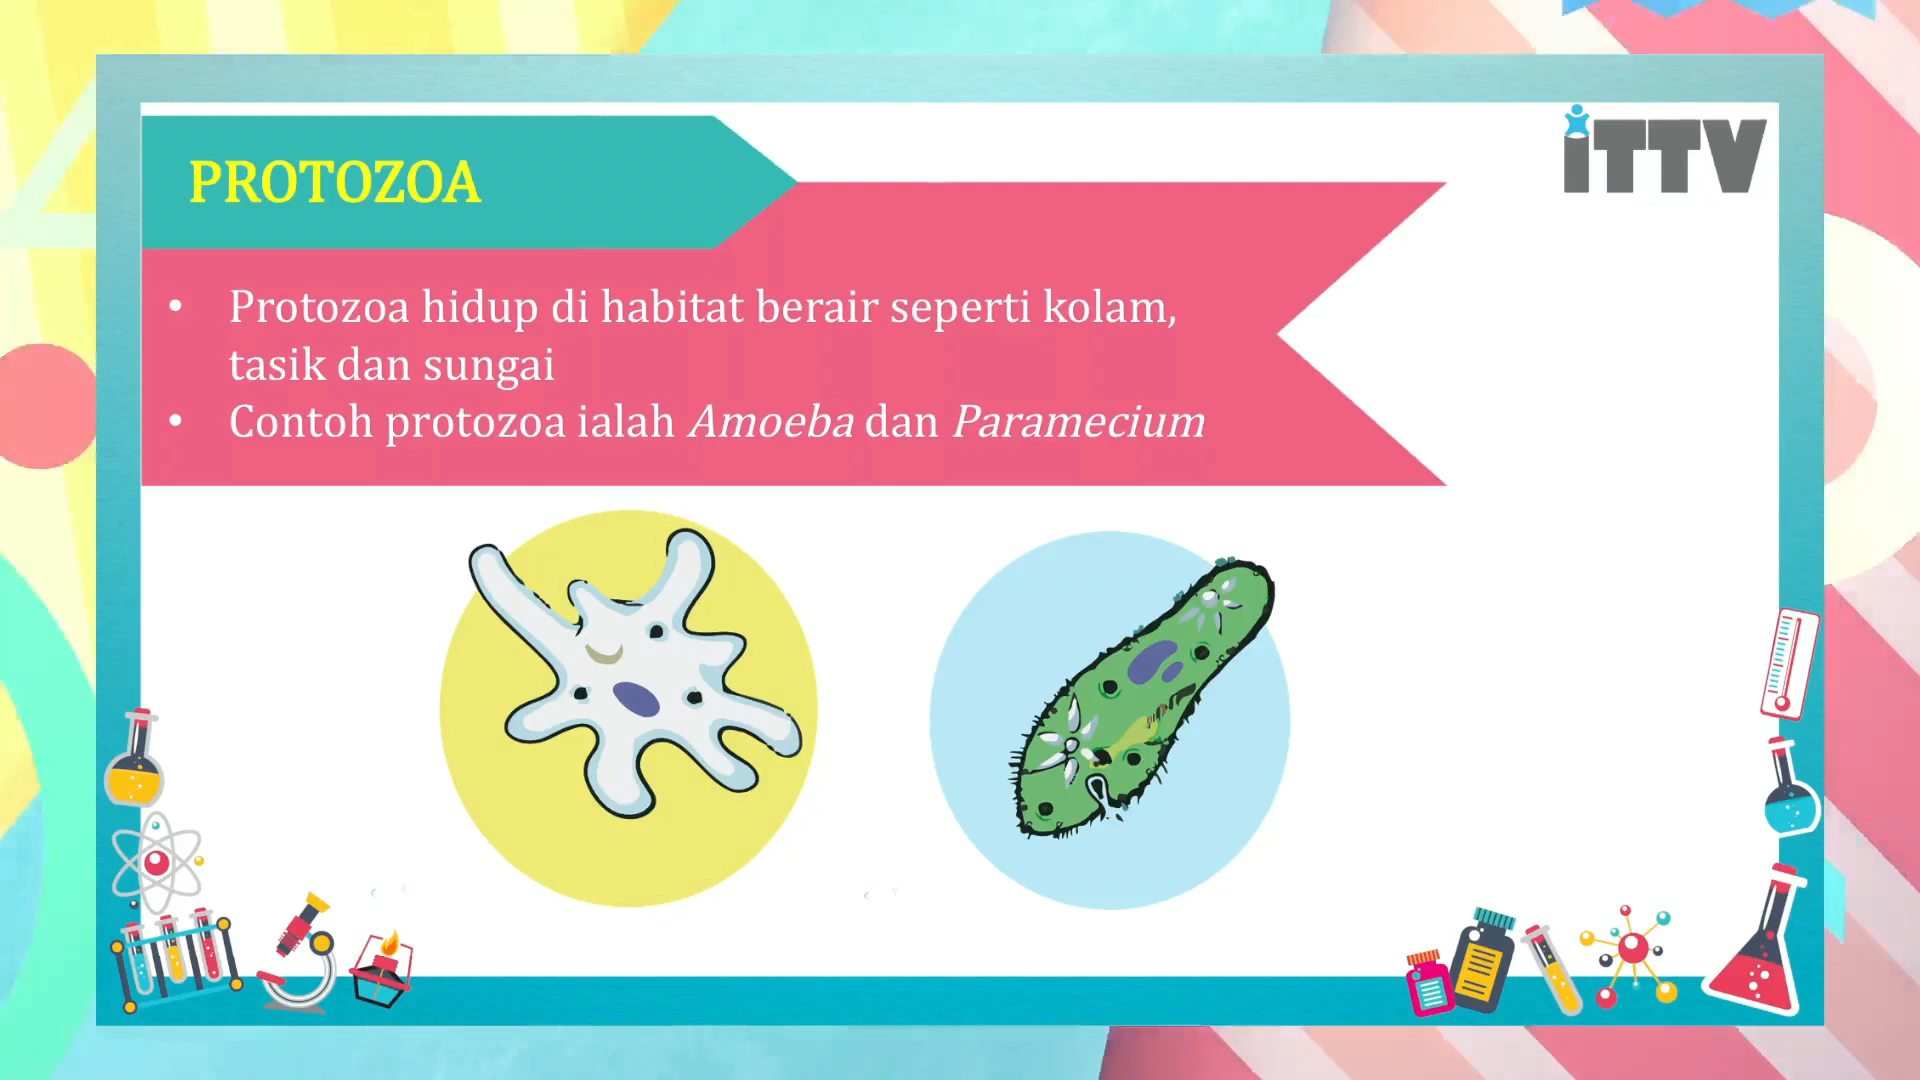 PROTOZOA
iTTV
• Protozoa hidup di habitat berair seperti kolam,
tasik dan sungai
• Contoh protozoa ialah Amoeba dan Paramecium